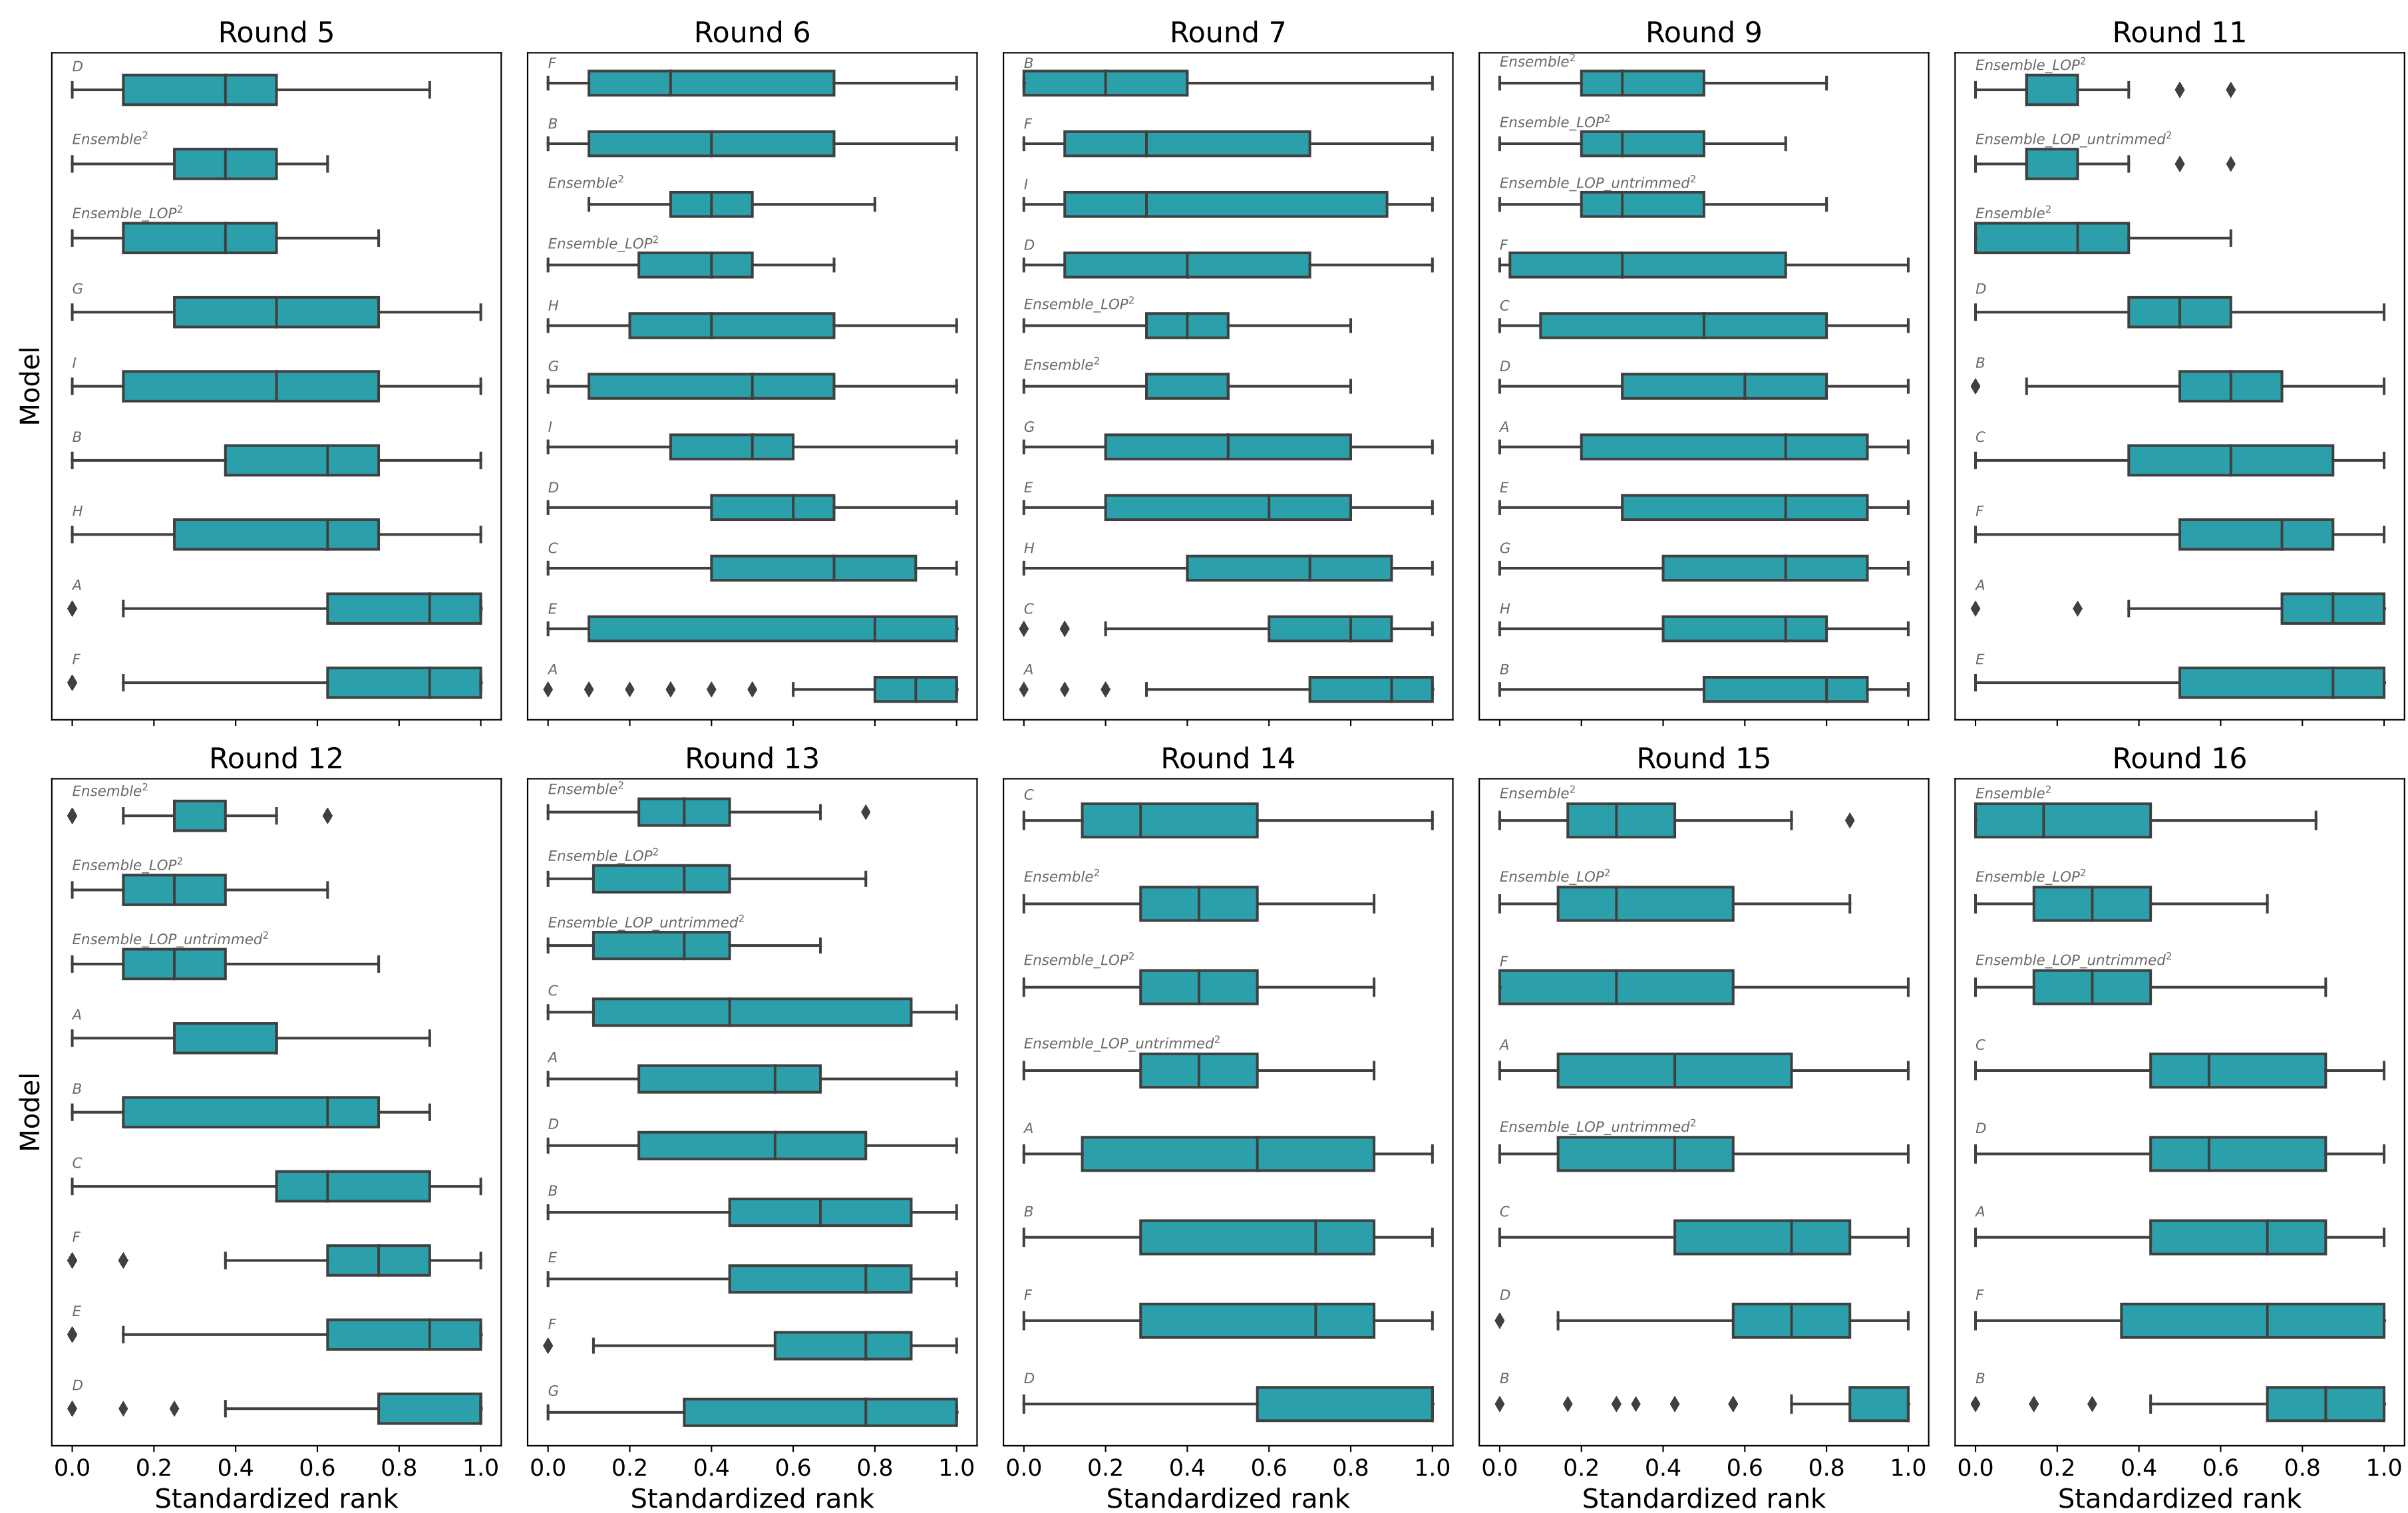 Round 5
D
Ensemble²
Ensemble_LOP²
G
I
B
H
A
F
Model
Round 6
F
B
Ensemble²
Ensemble_LOP²
H
G
I
D
C
E
A
Round 7
B
F
I
D
Ensemble_LOP²
Ensemble²
G
E
H
C
A
Round 9
Ensemble²
Ensemble_LOP²
Ensemble_LOP_untrimmed²
F
C
D
A
E
G
H
B
Round 11
Ensemble_LOP²
Ensemble_LOP_untrimmed²
Ensemble²
D
B
C
F
A
E
Round 12
Ensemble²
Ensemble_LOP²
Ensemble_LOP_untrimmed²
A
B
C
F
E
D
Model
0.0 0.2 0.4 0.6 0.8 1.0
Standardized rank
Round 13
Ensemble²
Ensemble_LOP²
Ensemble_LOP_untrimmed²
C
A
D
B
E
F
G
0.0 0.2 0.4 0.6 0.8 1.0
Standardized rank
Round 14
C
Ensemble²
Ensemble_LOP²
Ensemble_LOP_untrimmed²
A
B
F
D
0.0 0.2 0.4 0.6 0.8 1.0
Standardized rank
Round 15
Ensemble²
Ensemble_LOP²
F
A
Ensemble_LOP_untrimmed²
C
D
B
0.0 0.2 0.4 0.6 0.8 1.0
Standardized rank
Round 16
Ensemble²
Ensemble_LOP²
Ensemble_LOP_untrimmed²
C
D
A
F
B
0.0 0.2 0.4 0.6 0.8 1.0
Standardized rank